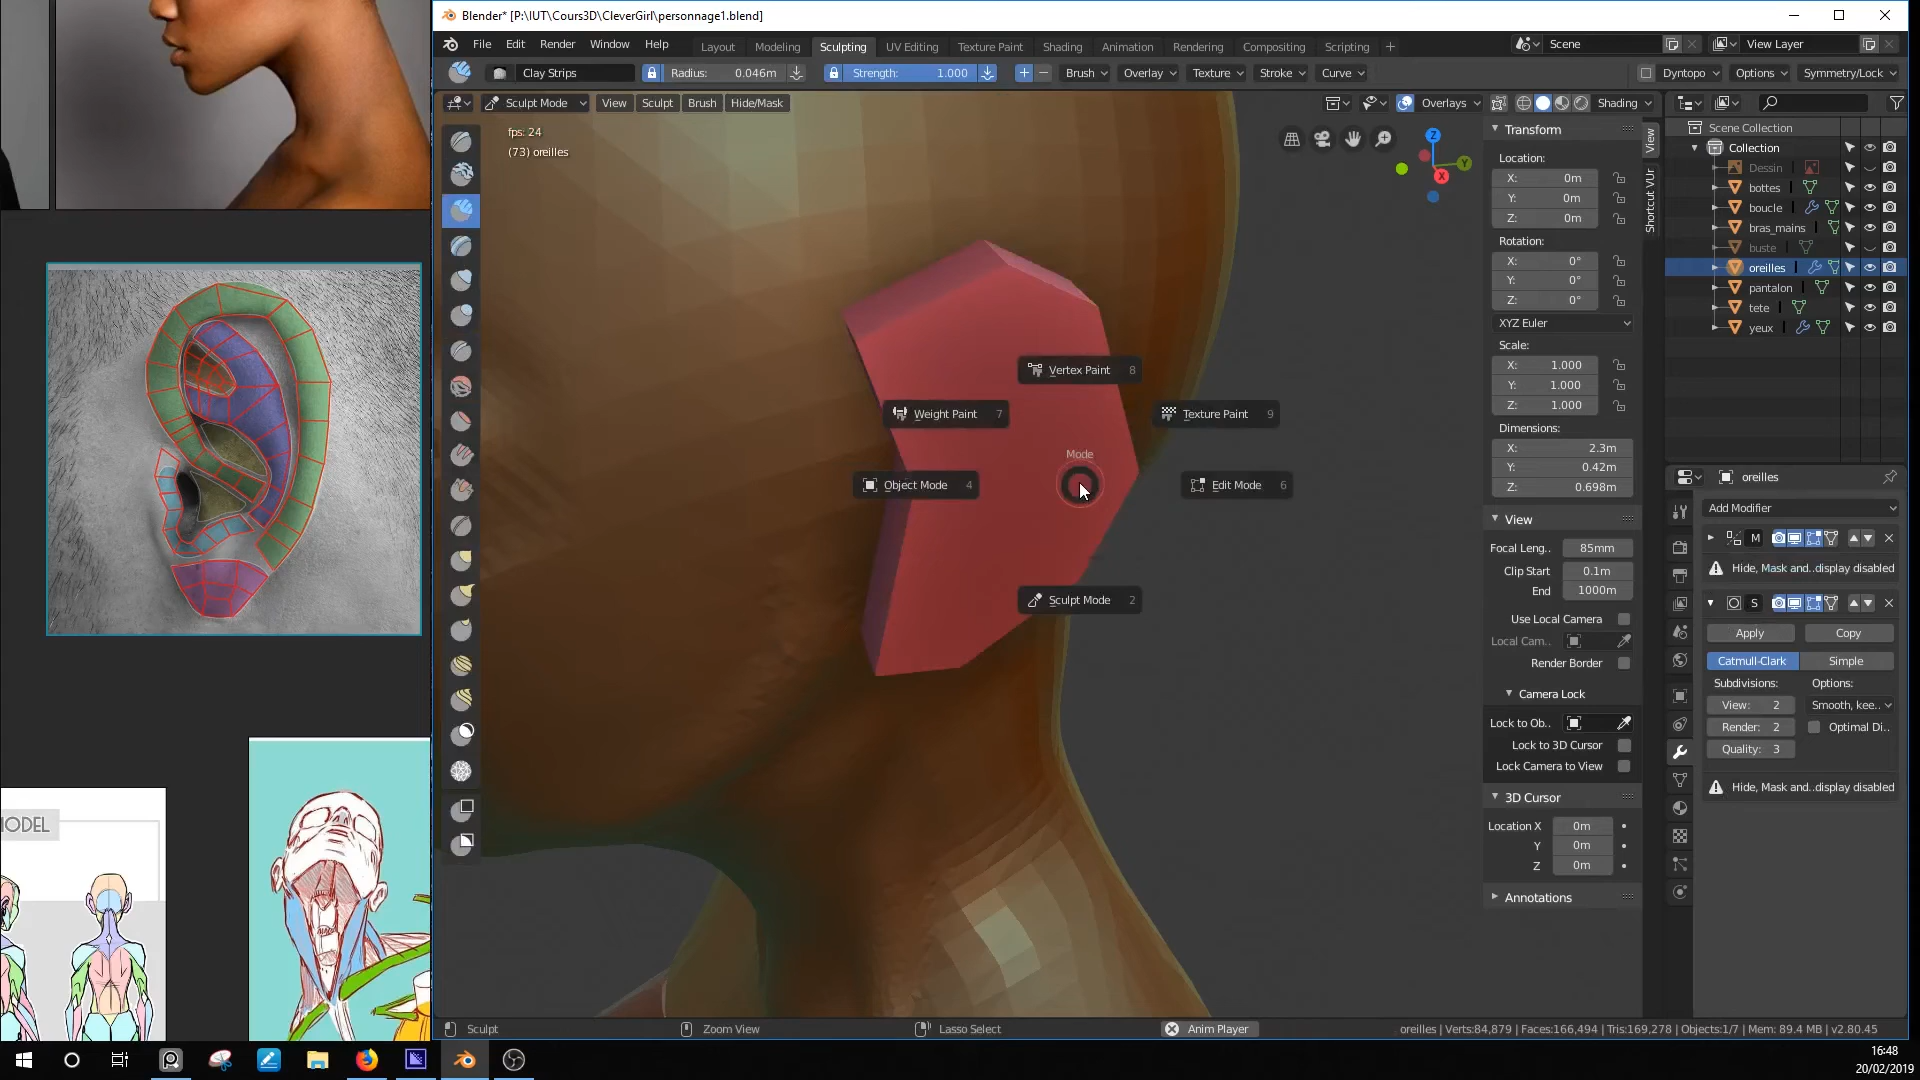 Blender* [P:\IUT\Cours3D\CleverGirl\personnage1.blend]
File Edit Render Window Help Layout Modeling Sculpting UV Editing Texture Paint Shading Animation Rendering Compositing Scripting + Scene View Layer
Clay Strips Radius: 0.046m Strength: 1.000 Brush Overlay Texture Stroke Curve Dyntopo Options Symmetry/Lock
Sculpt Mode View Sculpt Brush Hide/Mask Overlays Shading
fps: 24
(73) oreilles
Transform
Location:
X: 0m
Y: 0m
Z: 0m
Rotation:
X: 0°
Y: 0°
Z: 0°
XYZ Euler
Scale:
X: 1.000
Y: 1.000
Z: 1.000
Dimensions:
X: 2.3m
Y: 0.42m
Z: 0.698m
View
Focal Leng.. 85mm
Clip Start 0.1m
End 1000m
Use Local Camera
Local Cam..
Render Border
Camera Lock
Lock to Ob..
Lock to 3D Cursor
Lock Camera to View
3D Cursor
Location X 0m
Y 0m
Z 0m
Annotations
View
Shortcut VUr
Z
Y
X
Vertex Paint 8
Weight Paint 7
Texture Paint 9
Mode
Object Mode 4
Edit Mode 6
Sculpt Mode 2
Scene Collection
Collection
Dessin
bottes
boucle
bras_mains
buste
oreilles
pantalon
tete
yeux
oreilles
Add Modifier
M
Hide, Mask and..display disabled
S
Apply Copy
Catmull-Clark Simple
Subdivisions: Options:
View: 2 Smooth, kee..
Render: 2 Optimal Di..
Quality: 3
Hide, Mask and..display disabled
ODEL
Sculpt Zoom View Lasso Select Anim Player oreilles | Verts:84,879 | Faces:166,494 | Tris:169,278 | Objects:1/7 | Mem: 89.4 MB | v2.80.45
16:48
20/02/2019